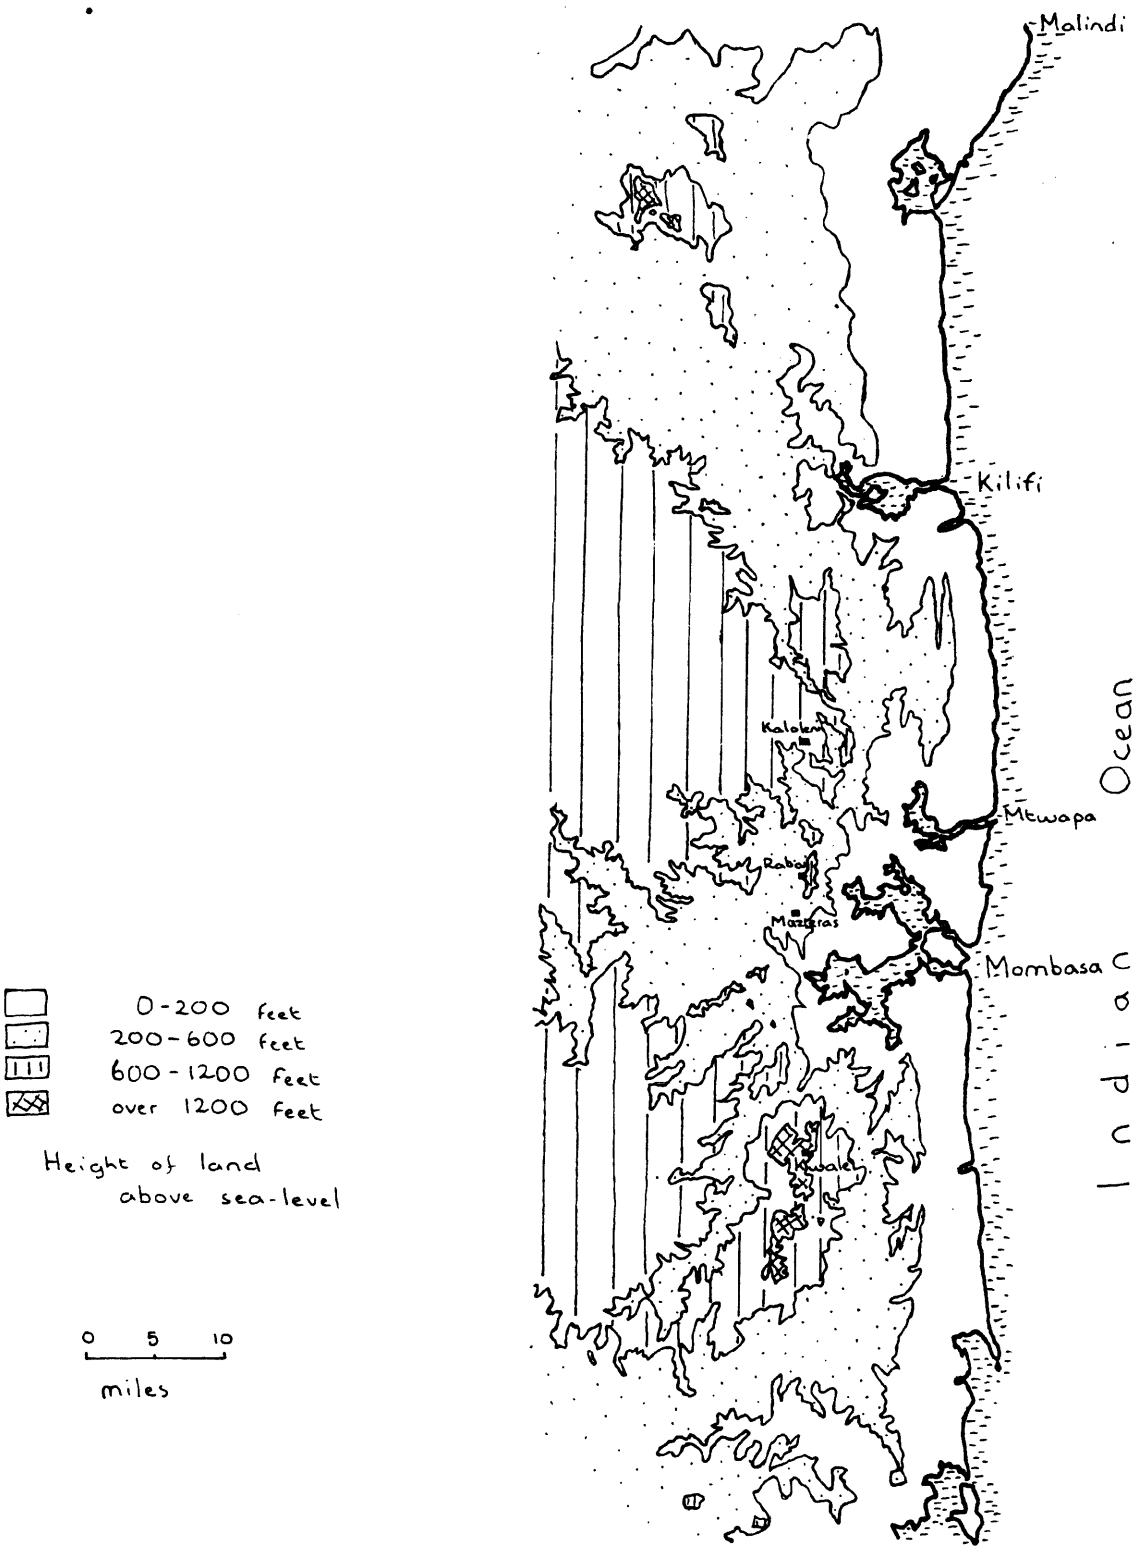 Malindi
Kilifi
Kaloleni
Mtwapa
Rabai
Mazeras
Mombasa
Kwale
Indian Ocean
0-200 feet
200-600 feet
600-1200 feet
over 1200 feet
Height of land
above sea-level
0 5 10
miles